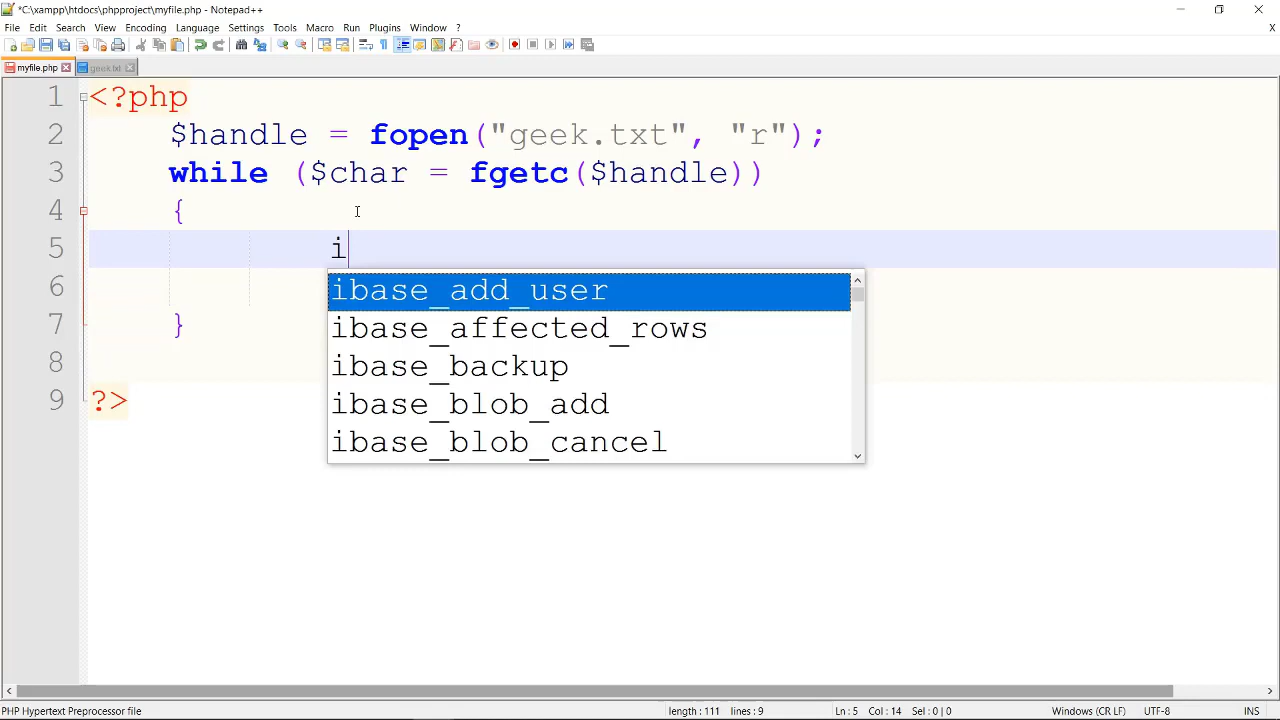 *C:\xampp\htdocs\phpproject\myfile.php - Notepad++
File Edit Search View Encoding Language Settings Tools Macro Run Plugins Window ? X
myfile.php geek.txt
1 <?php
2 $handle = fopen("geek.txt", "r");
3 while ($char = fgetc($handle))
4 {
5 i
ibase_add_user
6
ibase_affected_rows
7 }
ibase_backup
8
ibase_blob_add
9 ?>
ibase_blob_cancel
PHP Hypertext Preprocessor file length : 111 lines : 9 Ln : 5 Col : 14 Sel : 0 | 0 Windows (CR LF) UTF-8 INS